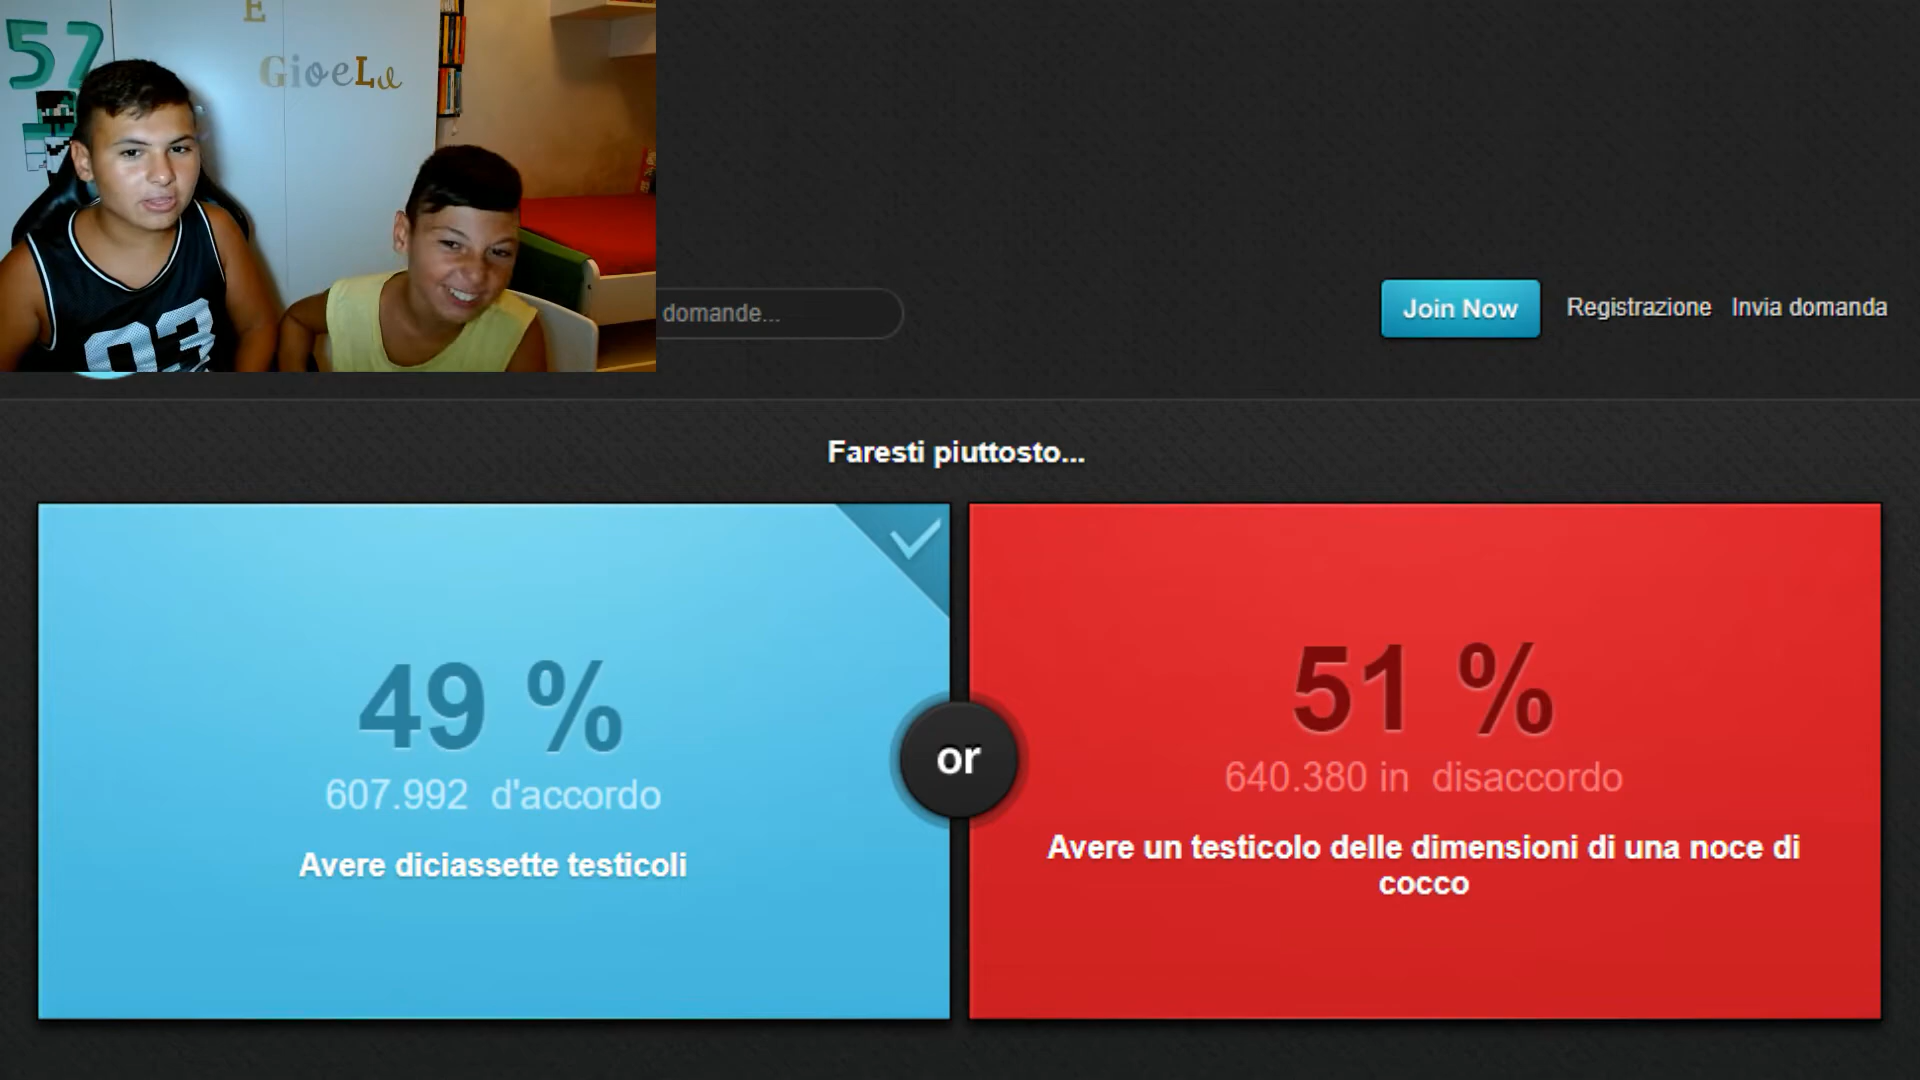 57
E
GioeLe
03
domande...
Join Now
Registrazione
Invia domanda
Faresti piuttosto...
49 %
607.992 d'accordo
Avere diciassette testicoli
or
51 %
640.380 in disaccordo
Avere un testicolo delle dimensioni di una noce di
cocco